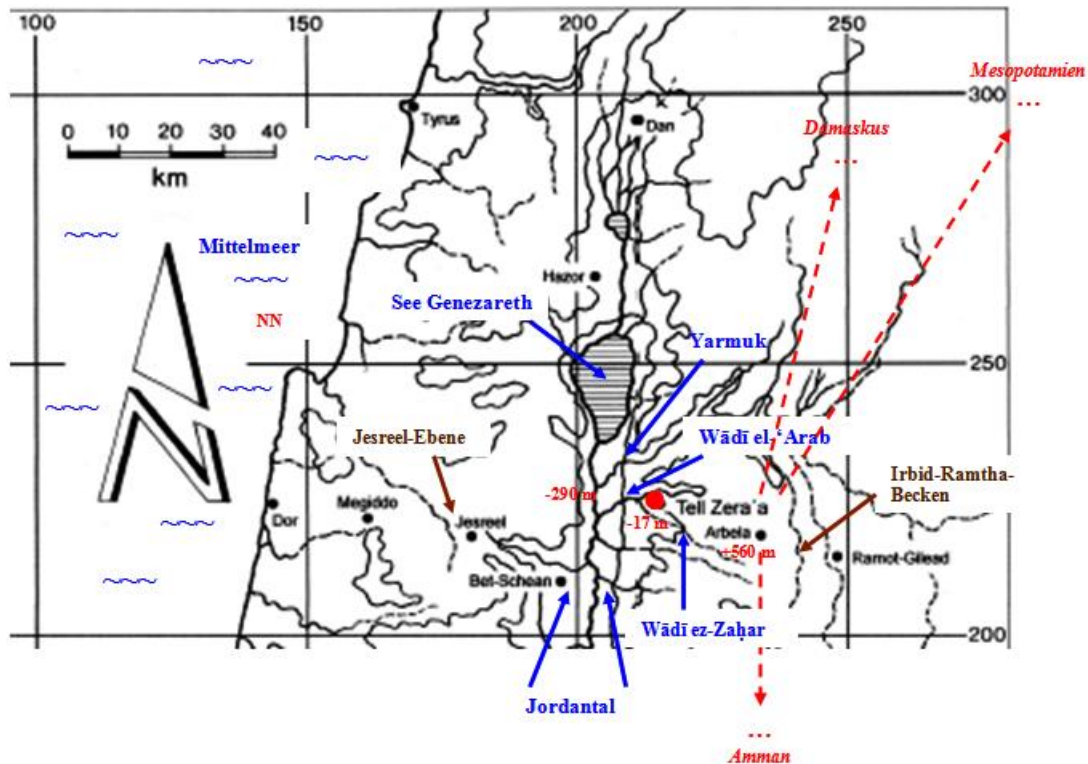 100
150
200
250
Mesopotamien
...
300
Tyrus
Dan
Damaskus
...
0 10 20 30 40
km
Mittelmeer
Hazor
See Genezareth
NN
Yarmuk
250
Jesreel-Ebene
Wādī el-‘Arab
Irbid-Ramtha-
Becken
-290 m
Dor
Megiddo
Jesreel
-17 m
Tell Zera´a
Arbela
+560 m
Ramot-Gilead
Bet-Schean
Wādī ez-Zaḥar
200
Jordantal
...
Amman
N